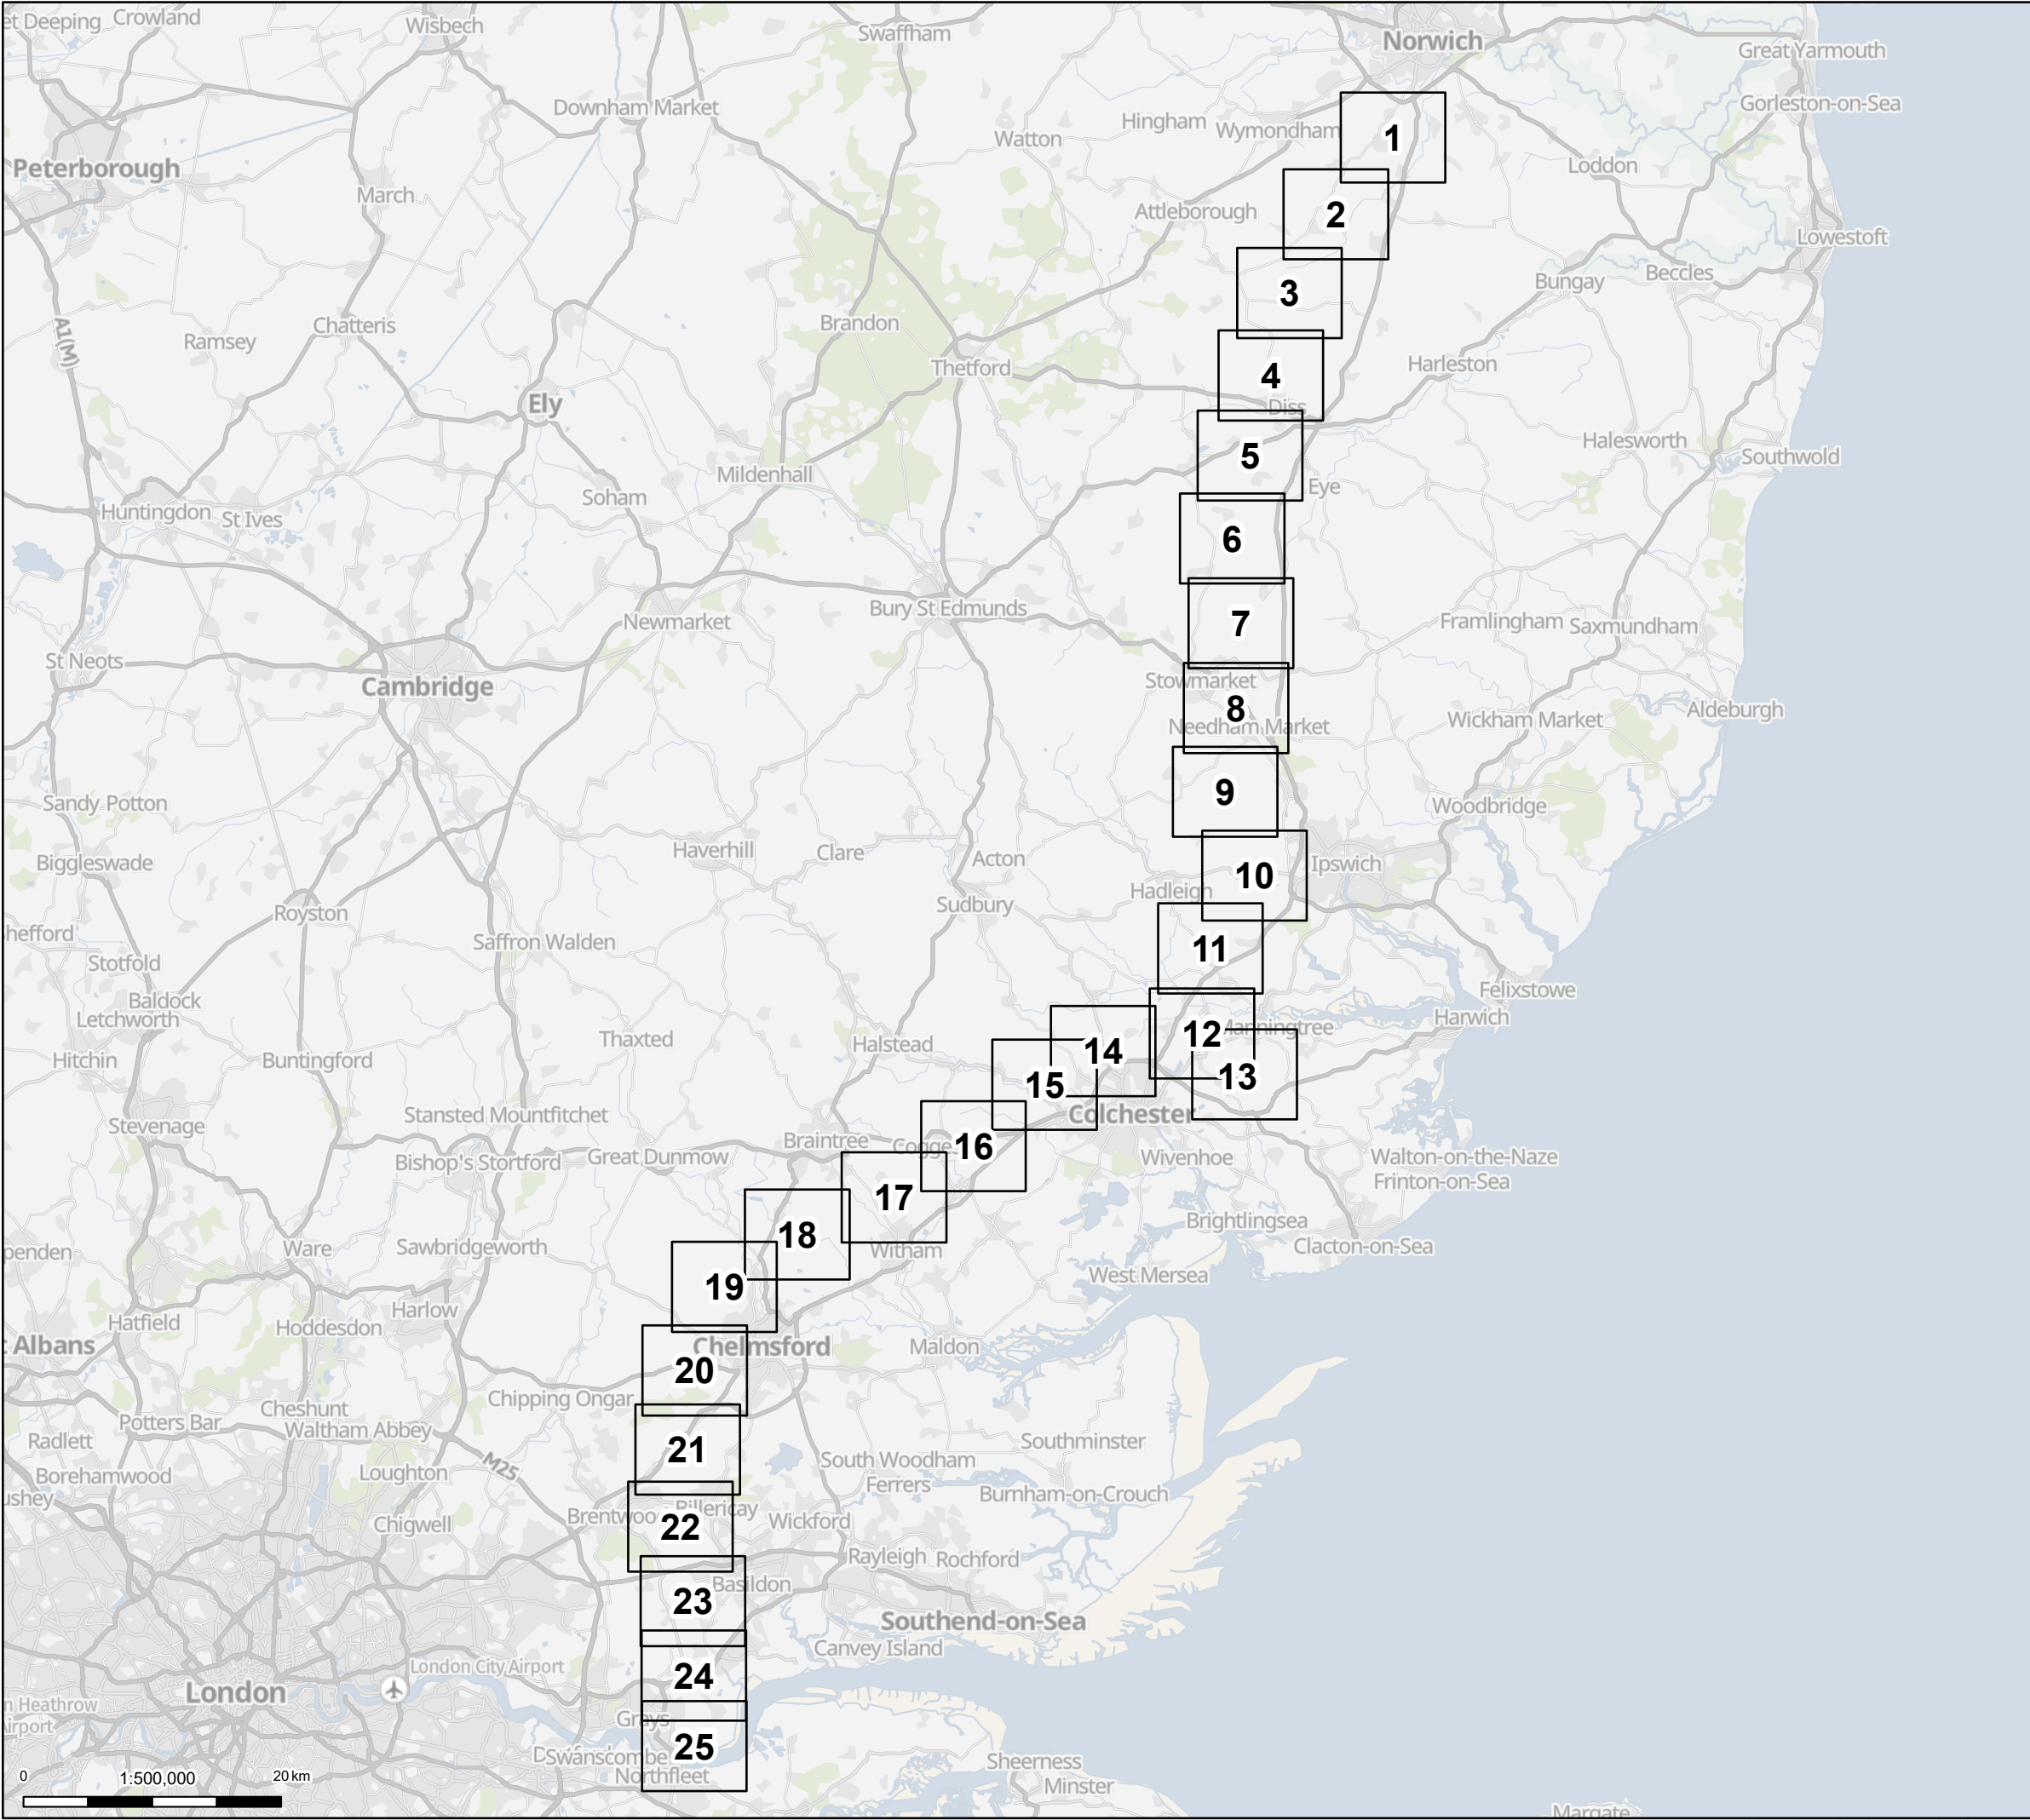 et Deeping
Crowland
Wisbech
Swaffham
Norwich
Great Yarmouth
Downham Market
Gorleston-on-Sea
Hingham
Wymondham
Watton
1
Peterborough
Loddon
March
Attleborough
2
Lowestoft
Beccles
Bungay
3
A1(M)
Chatteris
Brandon
Ramsey
Thetford
Harleston
4
Ely
Diss
Halesworth
5
Southwold
Mildenhall
Soham
Eye
Huntingdon
St Ives
6
Bury St Edmunds
Newmarket
7
Framlingham
Saxmundham
St Neots
Cambridge
Stowmarket
8
Aldeburgh
Wickham Market
Needham Market
9
Sandy
Potton
Woodbridge
Haverhill
Clare
Acton
Biggleswade
Ipswich
10
Hadleigh
Sudbury
Royston
hefford
Saffron Walden
11
Stotfold
Felixstowe
Baldock
Letchworth
Harwich
12
Manningtree
Thaxted
Halstead
14
Hitchin
Buntingford
13
15
Stansted Mountfitchet
Colchester
Stevenage
Braintree
16
Cogge
Bishop's Stortford
Great Dunmow
Wivenhoe
Walton-on-the-Naze
Frinton-on-Sea
17
Brightlingsea
18
penden
Ware
Sawbridgeworth
Witham
Clacton-on-Sea
West Mersea
19
Harlow
Hatfield
Hoddesdon
t Albans
Chelmsford
Maldon
20
Chipping Ongar
Cheshunt
Potters Bar
Waltham Abbey
Radlett
Southminster
21
M25
South Woodham
Ferrers
Borehamwood
Loughton
ushey
Burnham-on-Crouch
Brentwoo
Billericay
Chigwell
22
Wickford
Rayleigh
Rochford
Basildon
23
Southend-on-Sea
Canvey Island
London City Airport
24
London
n Heathrow
Airport
Grays
25
Swanscombe
Northfleet
Sheerness
Minster
0
1:500,000
20 km
Margate